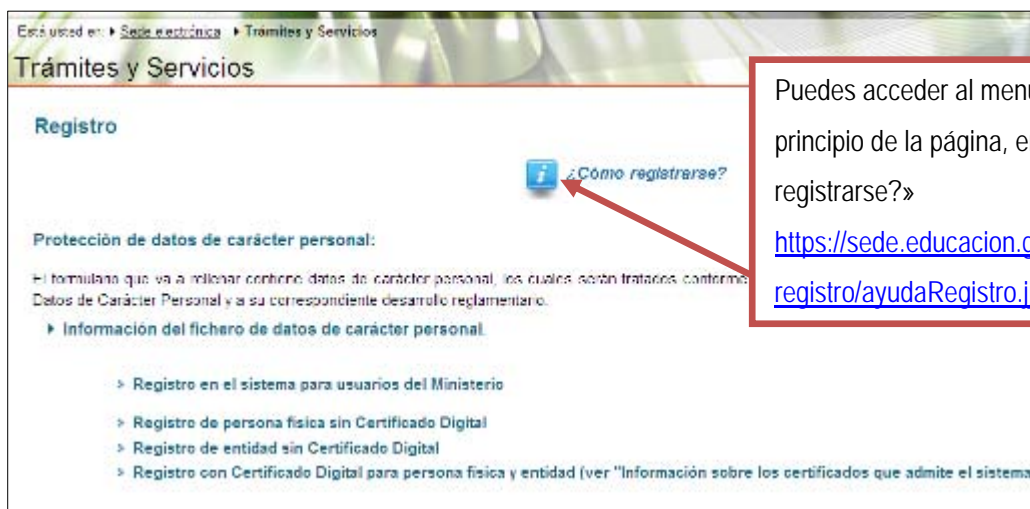 Está usted en: Sede electrónica Trámites y Servicios
Trámites y Servicios
Registro
¿Cómo registrarse?
Puedes acceder al menú
principio de la página, e
registrarse?»
https://sede.educacion.g
registro/ayudaRegistro.j
Protección de datos de carácter personal:
El formulario que va a rellenar contiene datos de carácter personal, los cuales serán tratados conforme
Datos de Carácter Personal y a su correspondiente desarrollo reglamentario.
Información del fichero de datos de carácter personal.
Registro en el sistema para usuarios del Ministerio
Registro de persona física sin Certificado Digital
Registro de entidad sin Certificado Digital
Registro con Certificado Digital para persona física y entidad (ver "Información sobre los certificados que admite el sistema